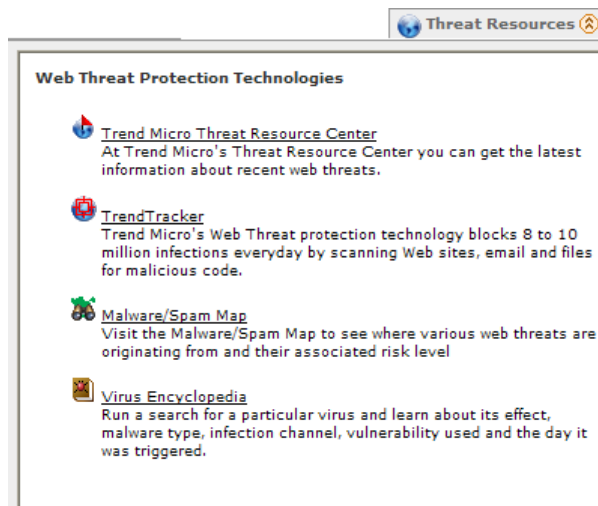 Threat Resources
Web Threat Protection Technologies
Trend Micro Threat Resource Center
At Trend Micro's Threat Resource Center you can get the latest
information about recent web threats.
TrendTracker
Trend Micro's Web Threat protection technology blocks 8 to 10
million infections everyday by scanning Web sites, email and files
for malicious code.
Malware/Spam Map
Visit the Malware/Spam Map to see where various web threats are
originating from and their associated risk level
Virus Encyclopedia
Run a search for a particular virus and learn about its effect,
malware type, infection channel, vulnerability used and the day it
was triggered.